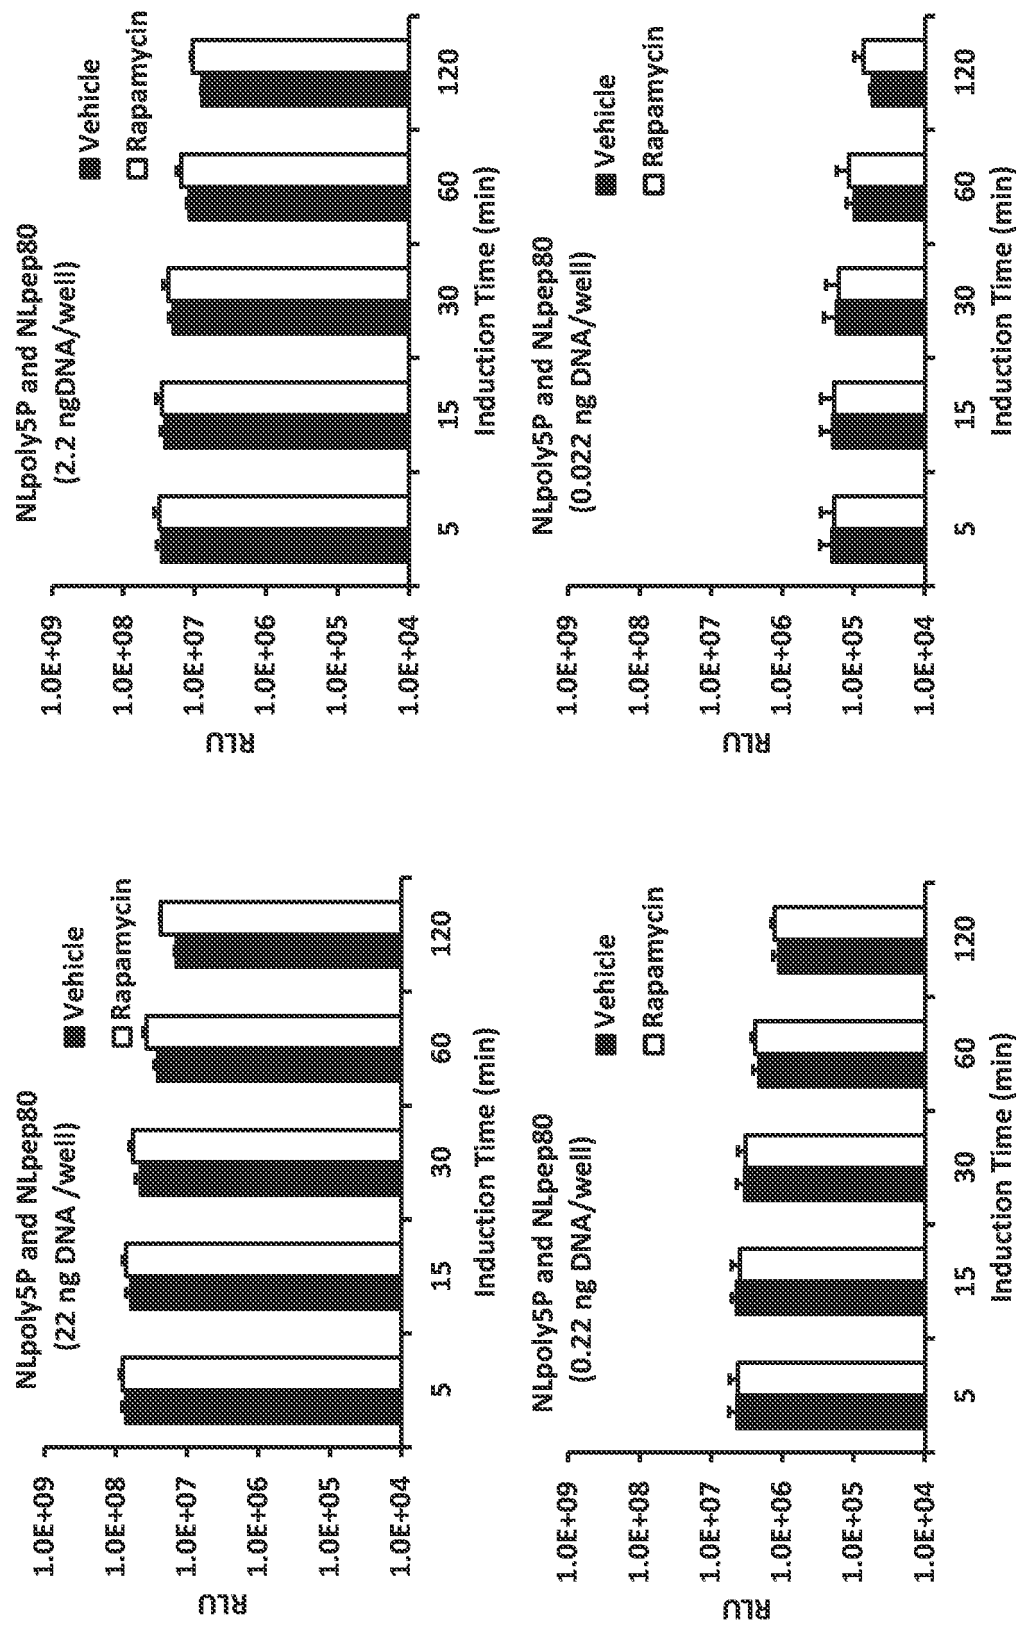 NLpoly5P and NLpep80
(22 ng DNA /well)
1.0E+09
1.0E+08
1.0E+07
1.0E+06
1.0E+05
1.0E+04
RLU
Vehicle
Rapamycin
5 15 30 60 120
Induction Time (min)
NLpoly5P and NLpep80
(2.2 ngDNA/well)
1.0E+09
1.0E+08
1.0E+07
1.0E+06
1.0E+05
1.0E+04
RLU
Vehicle
Rapamycin
5 15 30 60 120
Induction Time (min)
NLpoly5P and NLpep80
(0.22 ng DNA/well)
1.0E+09
1.0E+08
1.0E+07
1.0E+06
1.0E+05
1.0E+04
RLU
Vehicle
Rapamycin
5 15 30 60 120
Induction Time (min)
NLpoly5P and NLpep80
(0.022 ng DNA/well)
1.0E+09
1.0E+08
1.0E+07
1.0E+06
1.0E+05
1.0E+04
RLU
Vehicle
Rapamycin
5 15 30 60 120
Induction Time (min)